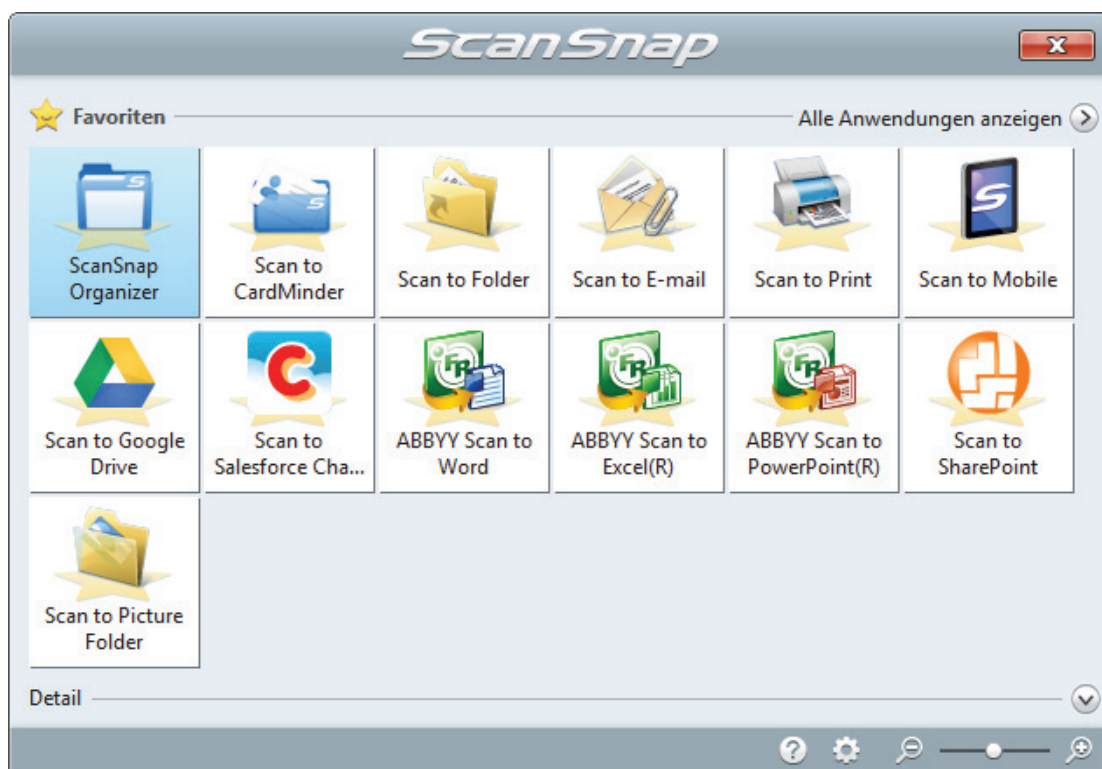 ScanSnap
Favoriten
Alle Anwendungen anzeigen
ScanSnap
Organizer
Scan to
CardMinder
Scan to Folder
Scan to E-mail
Scan to Print
Scan to Mobile
Scan to Google
Drive
Scan to
Salesforce Cha...
ABBYY Scan to
Word
ABBYY Scan to
Excel(R)
ABBYY Scan to
PowerPoint(R)
Scan to
SharePoint
Scan to Picture
Folder
Detail